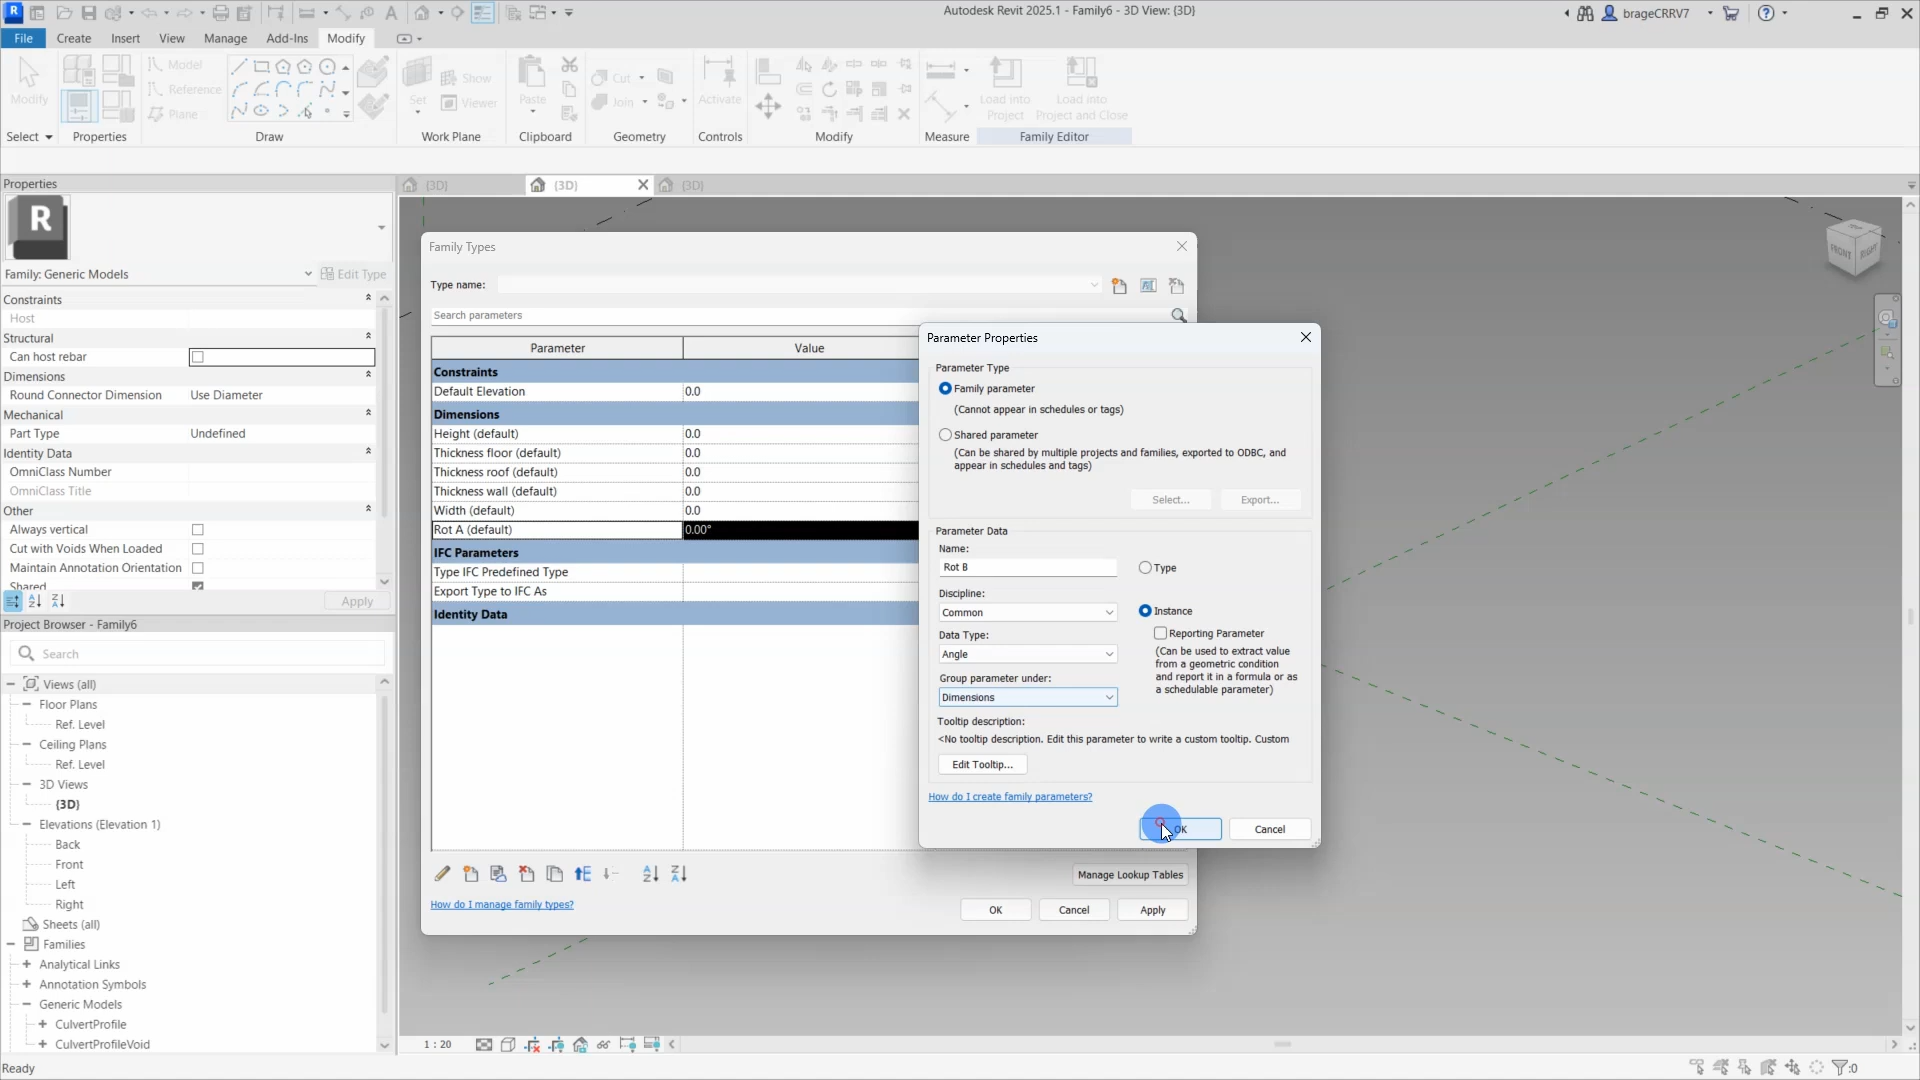 Autodesk Revit 2025.1 - Family6 - 3D View: {3D}
brageCRRV7
File
Create
Insert
View
Manage
Add-Ins
Modify
Modify
Model
Reference
Plane
Set
Show
Viewer
Paste
Cut
Join
Activate
Load into
Project
Load into
Project and Close
Select
Properties
Draw
Work Plane
Clipboard
Geometry
Controls
Modify
Measure
Family Editor
Properties
{3D}
{3D}
{3D}
R
Family: Generic Models
Edit Type
Constraints
Host
Structural
Can host rebar
Dimensions
Round Connector Dimension Use Diameter
Mechanical
Part Type Undefined
Identity Data
OmniClass Number
OmniClass Title
Other
Always vertical
Cut with Voids When Loaded
Maintain Annotation Orientation
Shared
Apply
Project Browser - Family6
Search
Views (all)
Floor Plans
Ref. Level
Ceiling Plans
Ref. Level
3D Views
{3D}
Elevations (Elevation 1)
Back
Front
Left
Right
Sheets (all)
Families
Analytical Links
Annotation Symbols
Generic Models
CulvertProfile
CulvertProfileVoid
Ready
Family Types
Type name:
Search parameters
Parameter Value
Constraints
Default Elevation 0.0
Dimensions
Height (default) 0.0
Thickness floor (default) 0.0
Thickness roof (default) 0.0
Thickness wall (default) 0.0
Width (default) 0.0
Rot A (default) 0.00°
IFC Parameters
Type IFC Predefined Type
Export Type to IFC As
Identity Data
Manage Lookup Tables
How do I manage family types?
OK
Cancel
Apply
Parameter Properties
Parameter Type
Family parameter
(Cannot appear in schedules or tags)
Shared parameter
(Can be shared by multiple projects and families, exported to ODBC, and
appear in schedules and tags)
Select...
Export...
Parameter Data
Name:
Rot B
Type
Discipline:
Common
Instance
Data Type:
Reporting Parameter
Angle
(Can be used to extract value
from a geometric condition
and report it in a formula or as
a schedulable parameter)
Group parameter under:
Dimensions
Tooltip description:
<No tooltip description. Edit this parameter to write a custom tooltip. Custom
Edit Tooltip...
How do I create family parameters?
OK
Cancel
FRONT
RIGHT
1 : 20
:0